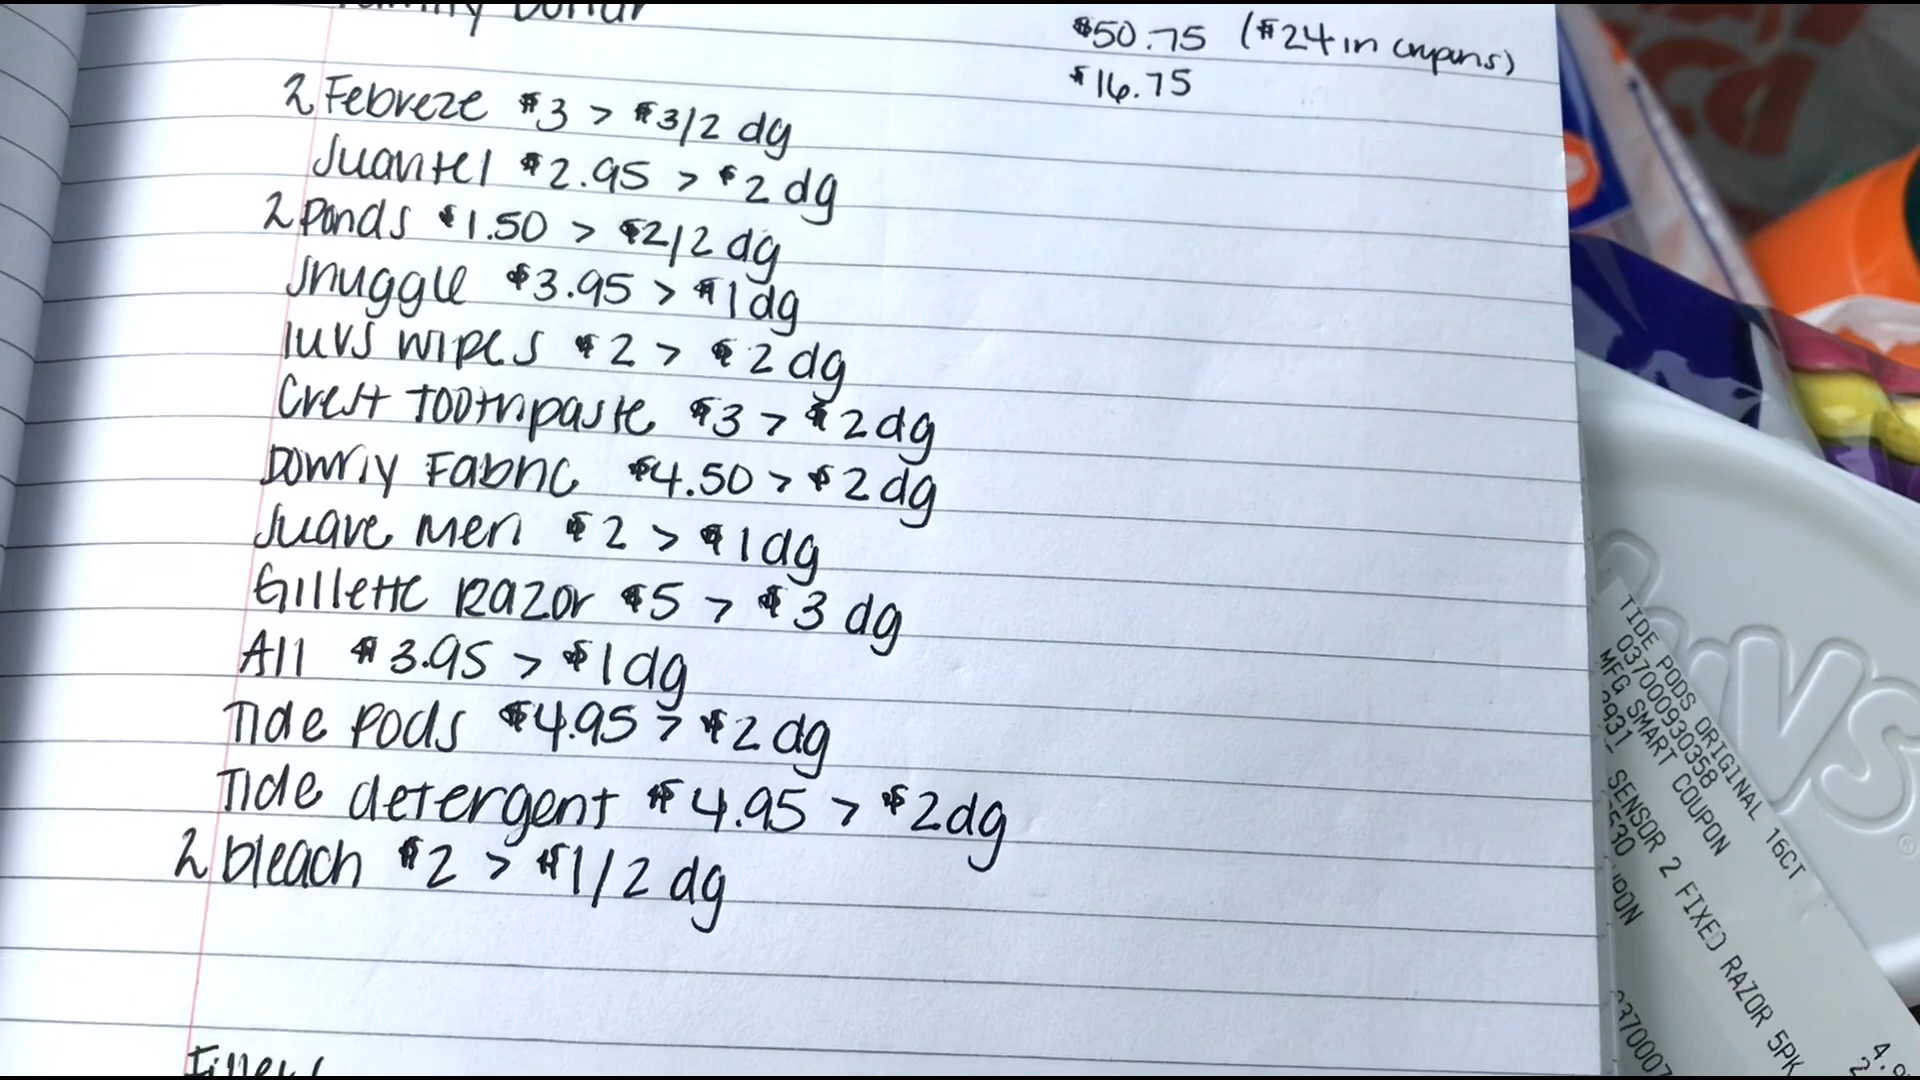 Family Dollar
$50.75 ($24 in coupons)
$16.75
2 Febreze $3 > $3/2 dg
Suavitel $2.95 > $2 dg
2 ponds $1.50 > $2/2 dg
snuggle $3.95 > $1 dg
luvs wipes $2 > $2 dg
Crest toothpaste $3 > $2 dg
Downy Fabric $4.50 > $2 dg
Suave men $2 > $1 dg
Gillette Razor $5 > $3 dg
All $3.95 > $1 dg
Tide pods $4.95 > $2 dg
Tide detergent $4.95 > $2 dg
2 bleach $2 > $1/2 dg
Fillers
TIDE PODS ORIGINAL 16CT
037000930358
MFG SMART COUPON
SENSOR 2 FIXED RAZOR 5PK